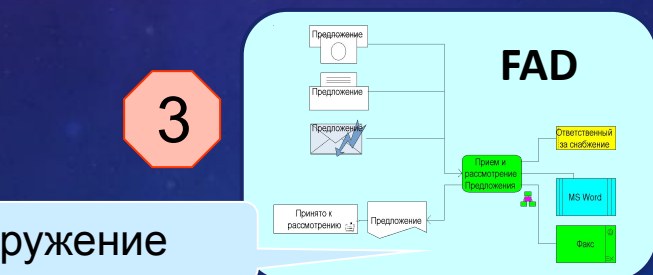 Предложение
FAD
3
Предложение
Ответственный
за снабжение
Предложение
Прием и
рассмотрение
Предложения
MS Word
Принято к
рассмотрению
Предложение
Факс
ружение